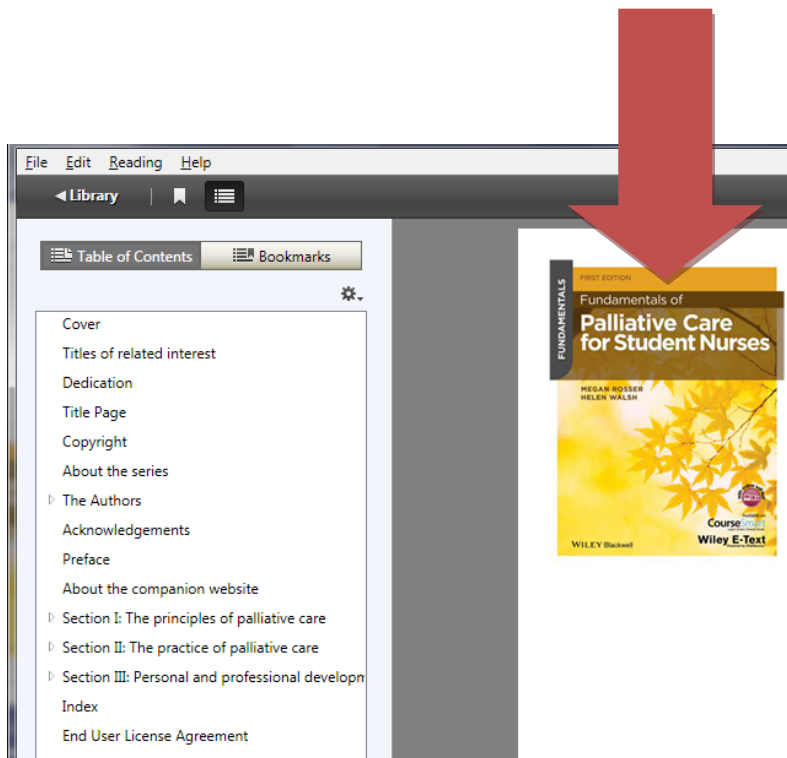 File Edit Reading Help
Library
Table of Contents Bookmarks
Cover
Titles of related interest
Dedication
Title Page
Copyright
About the series
The Authors
Acknowledgements
Preface
About the companion website
Section I: The principles of palliative care
Section II: The practice of palliative care
Section III: Personal and professional developm
Index
End User License Agreement
FUNDAMENTALS
FIRST EDITION
Fundamentals of
Palliative Care
for Student Nurses
MEGAN ROSSER
HELEN WALSH
CourseSmart
Wiley E-Text
WILEY Blackwell